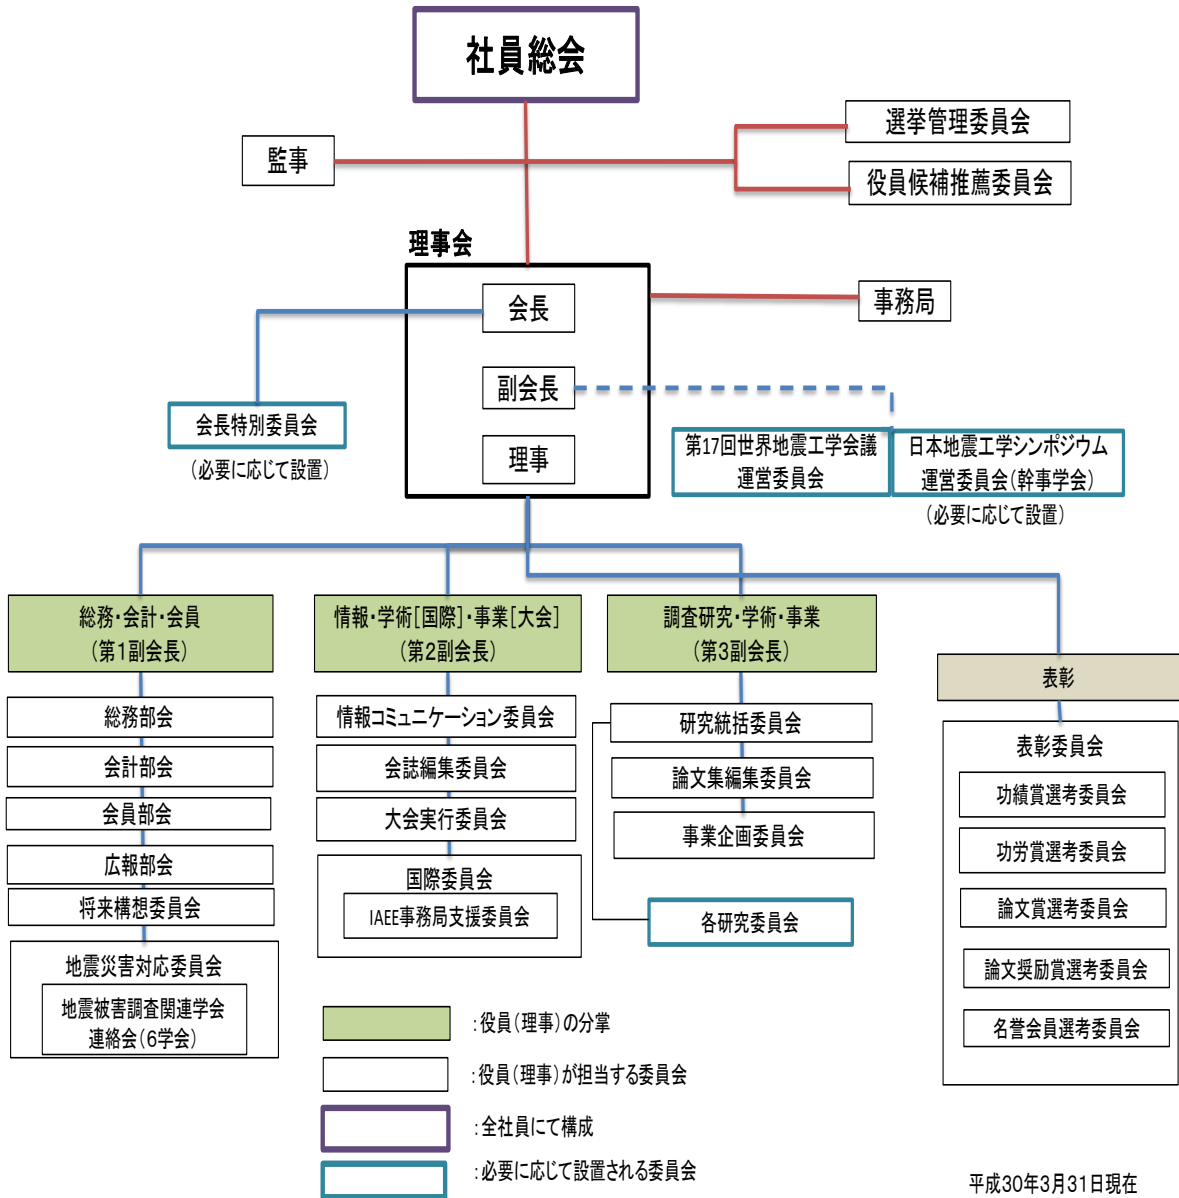 社員総会
選挙管理委員会
監事
役員候補推薦委員会
理事会
会長
事務局
副会長
会長特別委員会
(必要に応じて設置)
理事
第17回世界地震工学会議
運営委員会
日本地震工学シンポジウム
運営委員会(幹事学会)
(必要に応じて設置)
総務・会計・会員
(第1副会長)
総務部会
会計部会
会員部会
広報部会
将来構想委員会
地震災害対応委員会
地震被害調査関連学会
連絡会(6学会)
情報・学術[国際]・事業[大会]
(第2副会長)
情報コミュニケーション委員会
会誌編集委員会
大会実行委員会
国際委員会
IAEE事務局支援委員会
調査研究・学術・事業
(第3副会長)
研究統括委員会
論文集編集委員会
事業企画委員会
各研究委員会
表彰
表彰委員会
功績賞選考委員会
功労賞選考委員会
論文賞選考委員会
論文奨励賞選考委員会
名誉会員選考委員会
:役員(理事)の分掌
:役員(理事)が担当する委員会
:全社員にて構成
:必要に応じて設置される委員会
平成30年3月31日現在